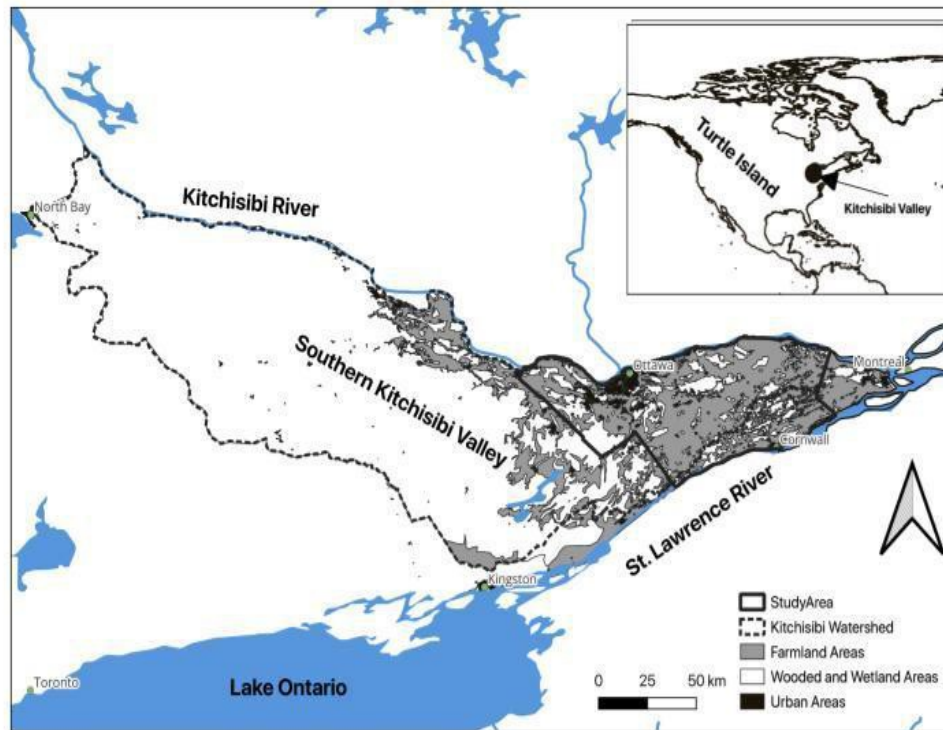 Turtle Island
Kitchisibi Valley
Kitchisibi River
North Bay
Southern Kitchisibi Valley
Ottawa
Montreal
Cornwall
St. Lawrence River
Kingston
Toronto
Lake Ontario
0 25 50 km
StudyArea
Kitchisibi Watershed
Farmland Areas
Wooded and Wetland Areas
Urban Areas